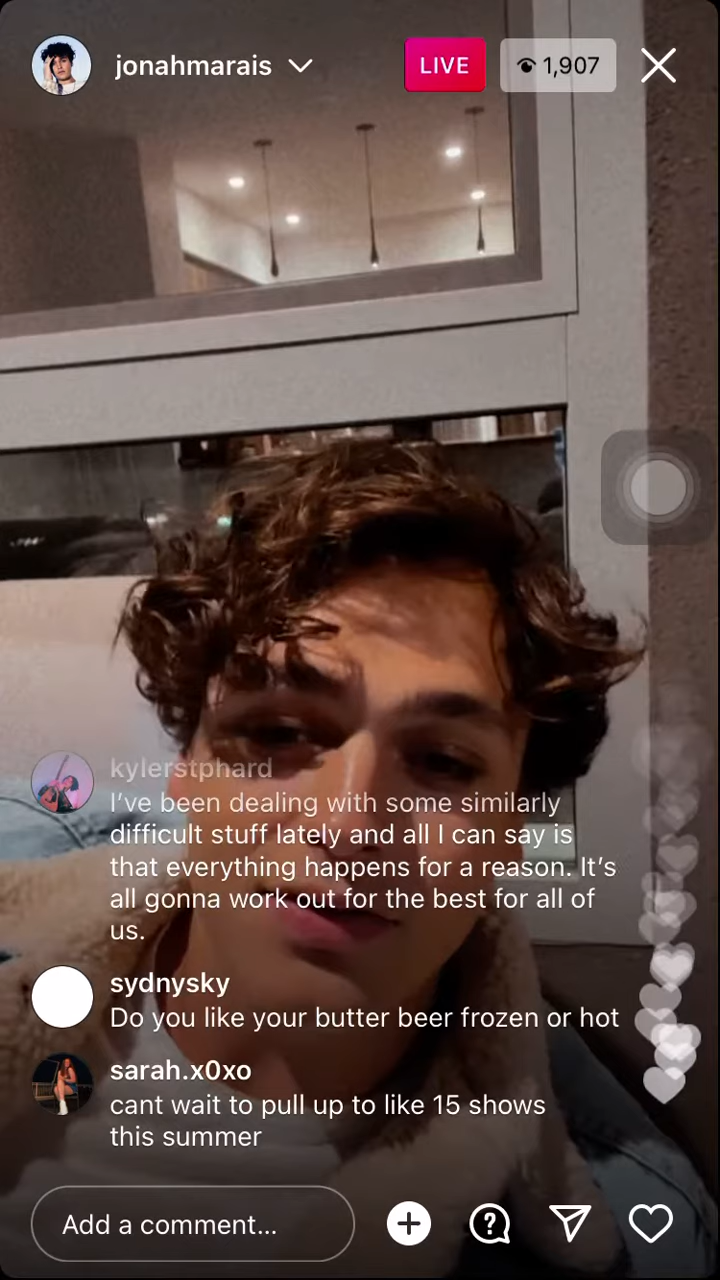 jonahmarais
LIVE
1,907
kylerstphard
I’ve been dealing with some similarly
difficult stuff lately and all I can say is
that everything happens for a reason. It’s
all gonna work out for the best for all of
us.
sydnysky
Do you like your butter beer frozen or hot
sarah.x0xo
cant wait to pull up to like 15 shows
this summer
Add a comment...